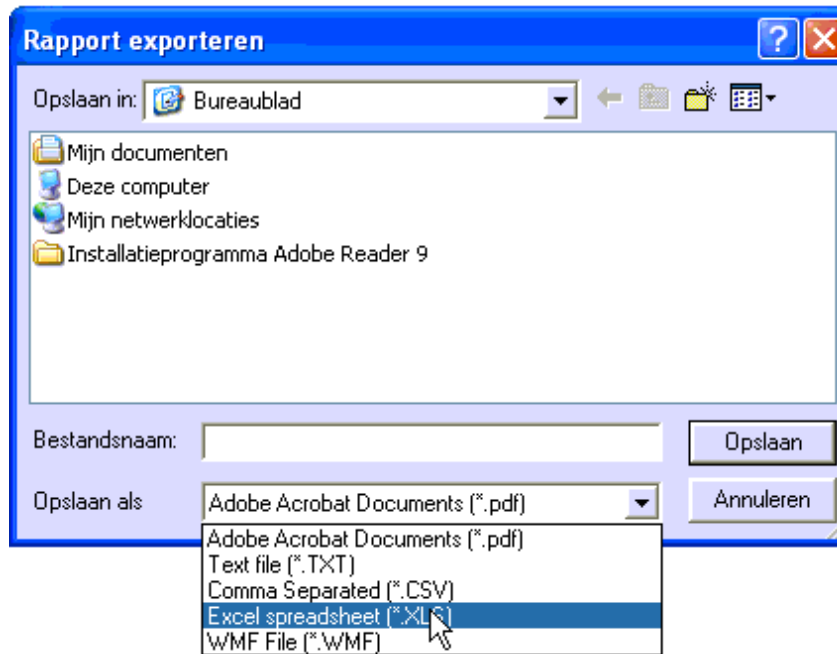 Rapport exporteren
Opslaan in: Bureaublad
Mijn documenten
Deze computer
Mijn netwerklocaties
Installatieprogramma Adobe Reader 9
Bestandsnaam: Opslaan
Opslaan als Adobe Acrobat Documents (*.pdf) Annuleren
Adobe Acrobat Documents (*.pdf)
Text file (*.TXT)
Comma Separated (*.CSV)
Excel spreadsheet (*.XLS)
WMF File (*.WMF)